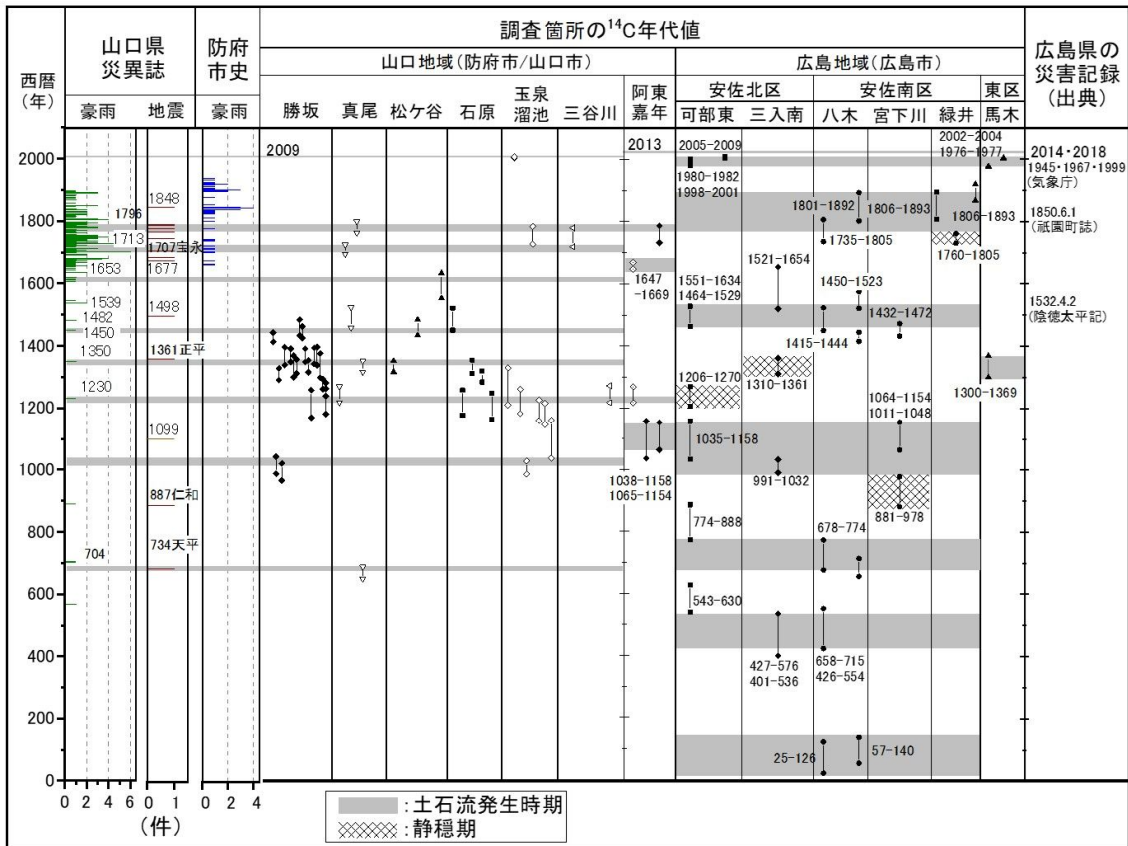 調査箇所の14C年代値
山口県
災異誌
防府
市史
広島県の
災害記録
(出典)
山口地域(防府市/山口市)
広島地域(広島市)
西暦
(年)
安佐北区
安佐南区
東区
豪雨
地震
豪雨
勝坂
真尾
松ケ谷
石原
玉泉
溜池
三谷川
阿東
嘉年
可部東
三入南
八木
宮下川
緑井
馬木
2000
1800
1600
1400
1200
1000
800
600
400
200
0
1796
1713
1653
1539
1482
1450
1350
1230
704
1848
1707宝永
1677
1498
1361正平
1099
887仁和
734天平
2009
2013
1647
-1669
1038-1158
1065-1154
2005-2009
1980-1982
1998-2001
1551-1634
1464-1529
1206-1270
1035-1158
774-888
543-630
1521-1654
1310-1361
991-1032
427-576
401-536
1801-1892
1735-1805
1450-1523
1415-1444
678-774
658-715
426-554
25-126
57-140
1806-1893
1432-1472
1064-1154
1011-1048
881-978
2002-2004
1976-1977
1806-1893
1760-1805
1300-1369
2014・2018
1945・1967・1999
(気象庁)
1850.6.1
(祇園町誌)
1532.4.2
(陰徳太平記)
0 2 4 6
0 1
0 2 4
(件)
:土石流発生時期
:静穏期